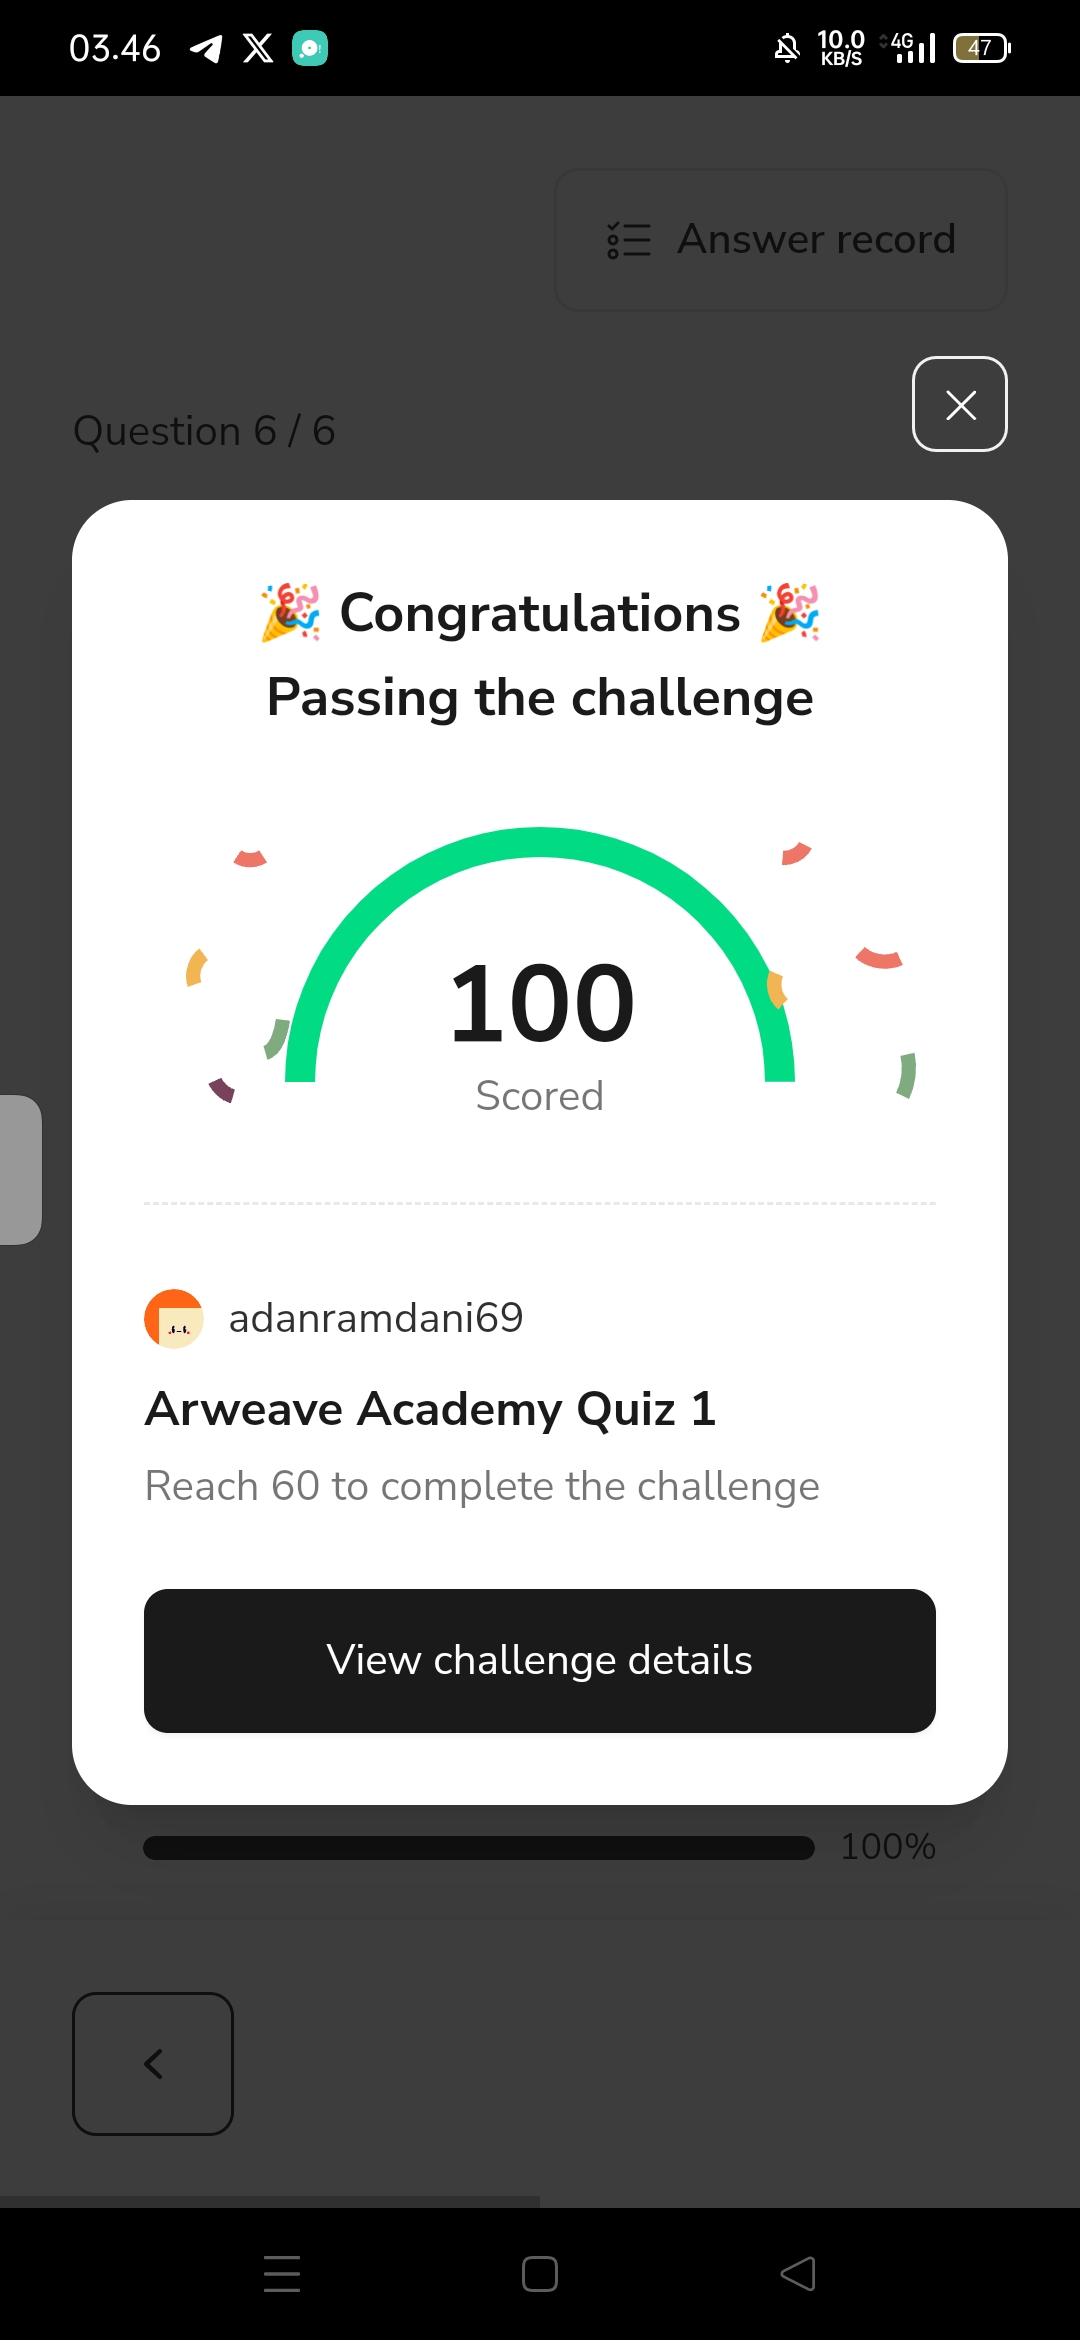 03.46
10.0
KB/S
4G
47
Answer record
Question 6 / 6
🎉 Congratulations 🎉
Passing the challenge
100
Scored
adanramdani69
Arweave Academy Quiz 1
Reach 60 to complete the challenge
View challenge details
100%